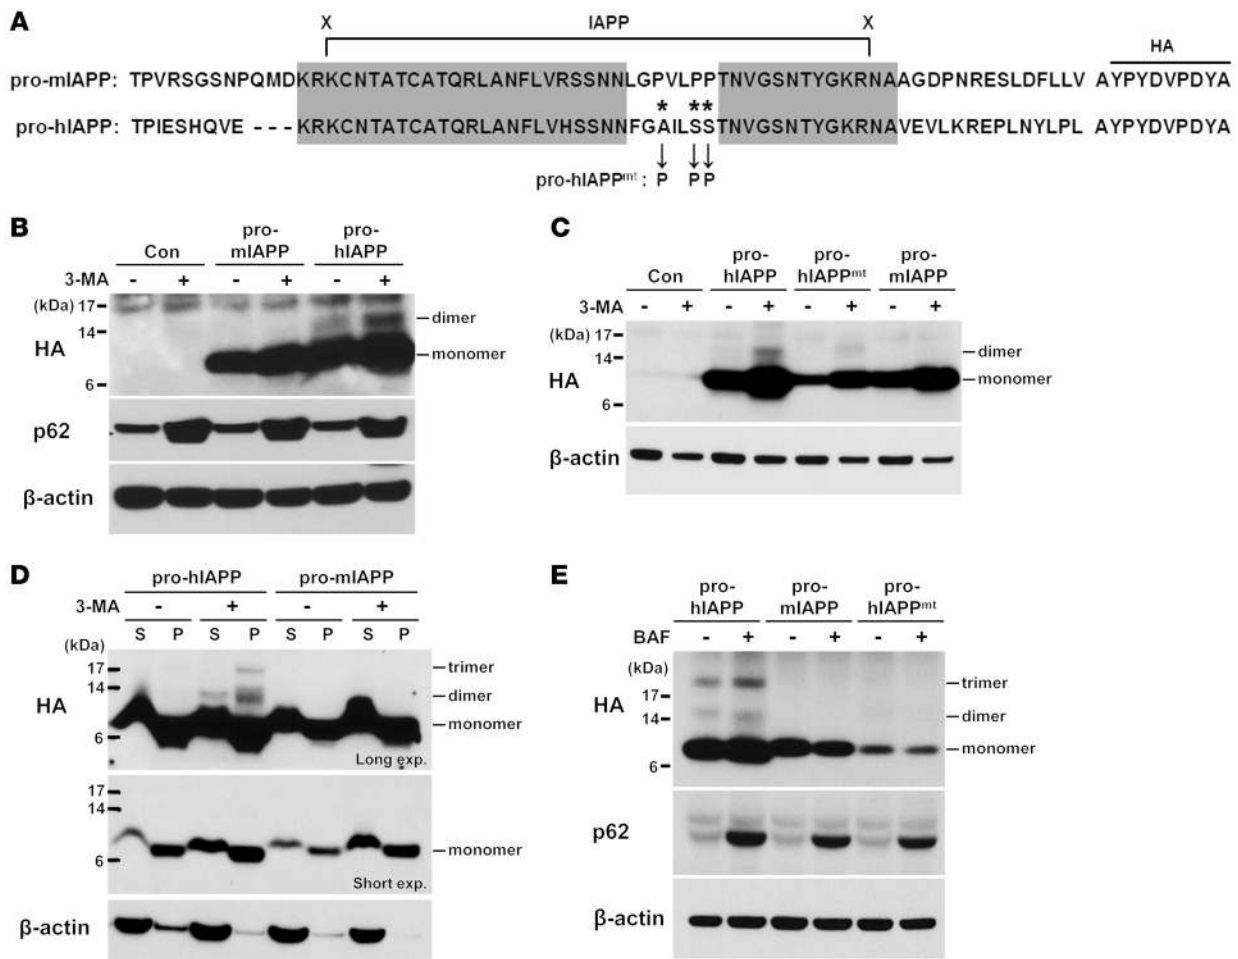 A
X IAPP X
HA
pro-mIAPP: TPVRSGSNPQMDKRKCNTATCATQRLANFLVRSSNNLGPVLPPTNVGSNTYGKRNAAGDPNRESLDFLLV AYPYDVPDYA
* **
pro-hIAPP: TPIESHQVE ---KRKCNTATCATQRLANFLVHSSNNFGAILSSTNVGSNTYGKRNAVEVLKREPLNYLPL AYPYDVPDYA
↓ ↓↓
pro-hIAPPmt: P PP
B
Con pro-mIAPP pro-hIAPP
3-MA - + - + - +
(kDa) 17
dimer
14
HA
monomer
6
p62
β-actin
C
Con pro-hIAPP pro-hIAPPmt pro-mIAPP
3-MA - + - + - + - +
(kDa) 17
14 dimer
HA monomer
6
β-actin
D
pro-hIAPP pro-mIAPP
3-MA - + - +
S P S P S P S P
(kDa)
17 trimer
14 dimer
HA
monomer
6
Long exp.
17
14
monomer
6
Short exp.
β-actin
E
pro-hIAPP pro-mIAPP pro-hIAPPmt
BAF - + - + - +
(kDa)
trimer
17
HA
14 dimer
monomer
6
p62
β-actin